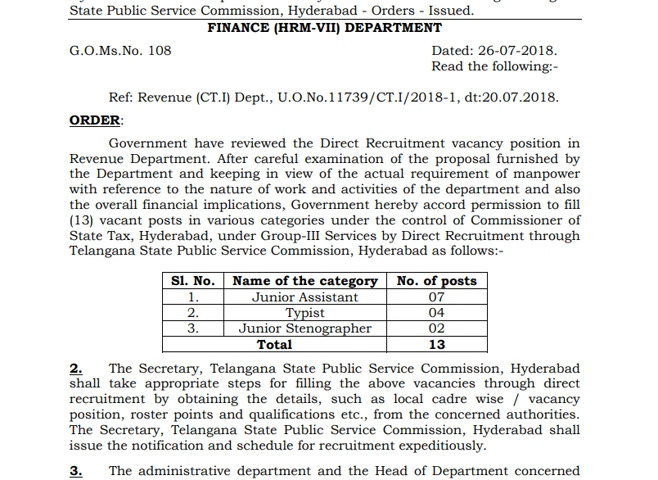 State Public Service Commission, Hyderabad - Orders - Issued.
FINANCE (HRM-VII) DEPARTMENT
G.O.Ms.No. 108 Dated: 26-07-2018.
Read the following:-
Ref: Revenue (CT.I) Dept., U.O.No.11739/CT.I/2018-1, dt:20.07.2018.
ORDER:
Government have reviewed the Direct Recruitment vacancy position in
Revenue Department. After careful examination of the proposal furnished by
the Department and keeping in view of the actual requirement of manpower
with reference to the nature of work and activities of the department and also
the overall financial implications, Government hereby accord permission to fill
(13) vacant posts in various categories under the control of Commissioner of
State Tax, Hyderabad, under Group-III Services by Direct Recruitment through
Telangana State Public Service Commission, Hyderabad as follows:-
Sl. No. Name of the category No. of posts
1. Junior Assistant 07
2. Typist 04
3. Junior Stenographer 02
Total 13
2. The Secretary, Telangana State Public Service Commission, Hyderabad
shall take appropriate steps for filling the above vacancies through direct
recruitment by obtaining the details, such as local cadre wise / vacancy
position, roster points and qualifications etc., from the concerned authorities.
The Secretary, Telangana State Public Service Commission, Hyderabad shall
issue the notification and schedule for recruitment expeditiously.
3. The administrative department and the Head of Department concerned